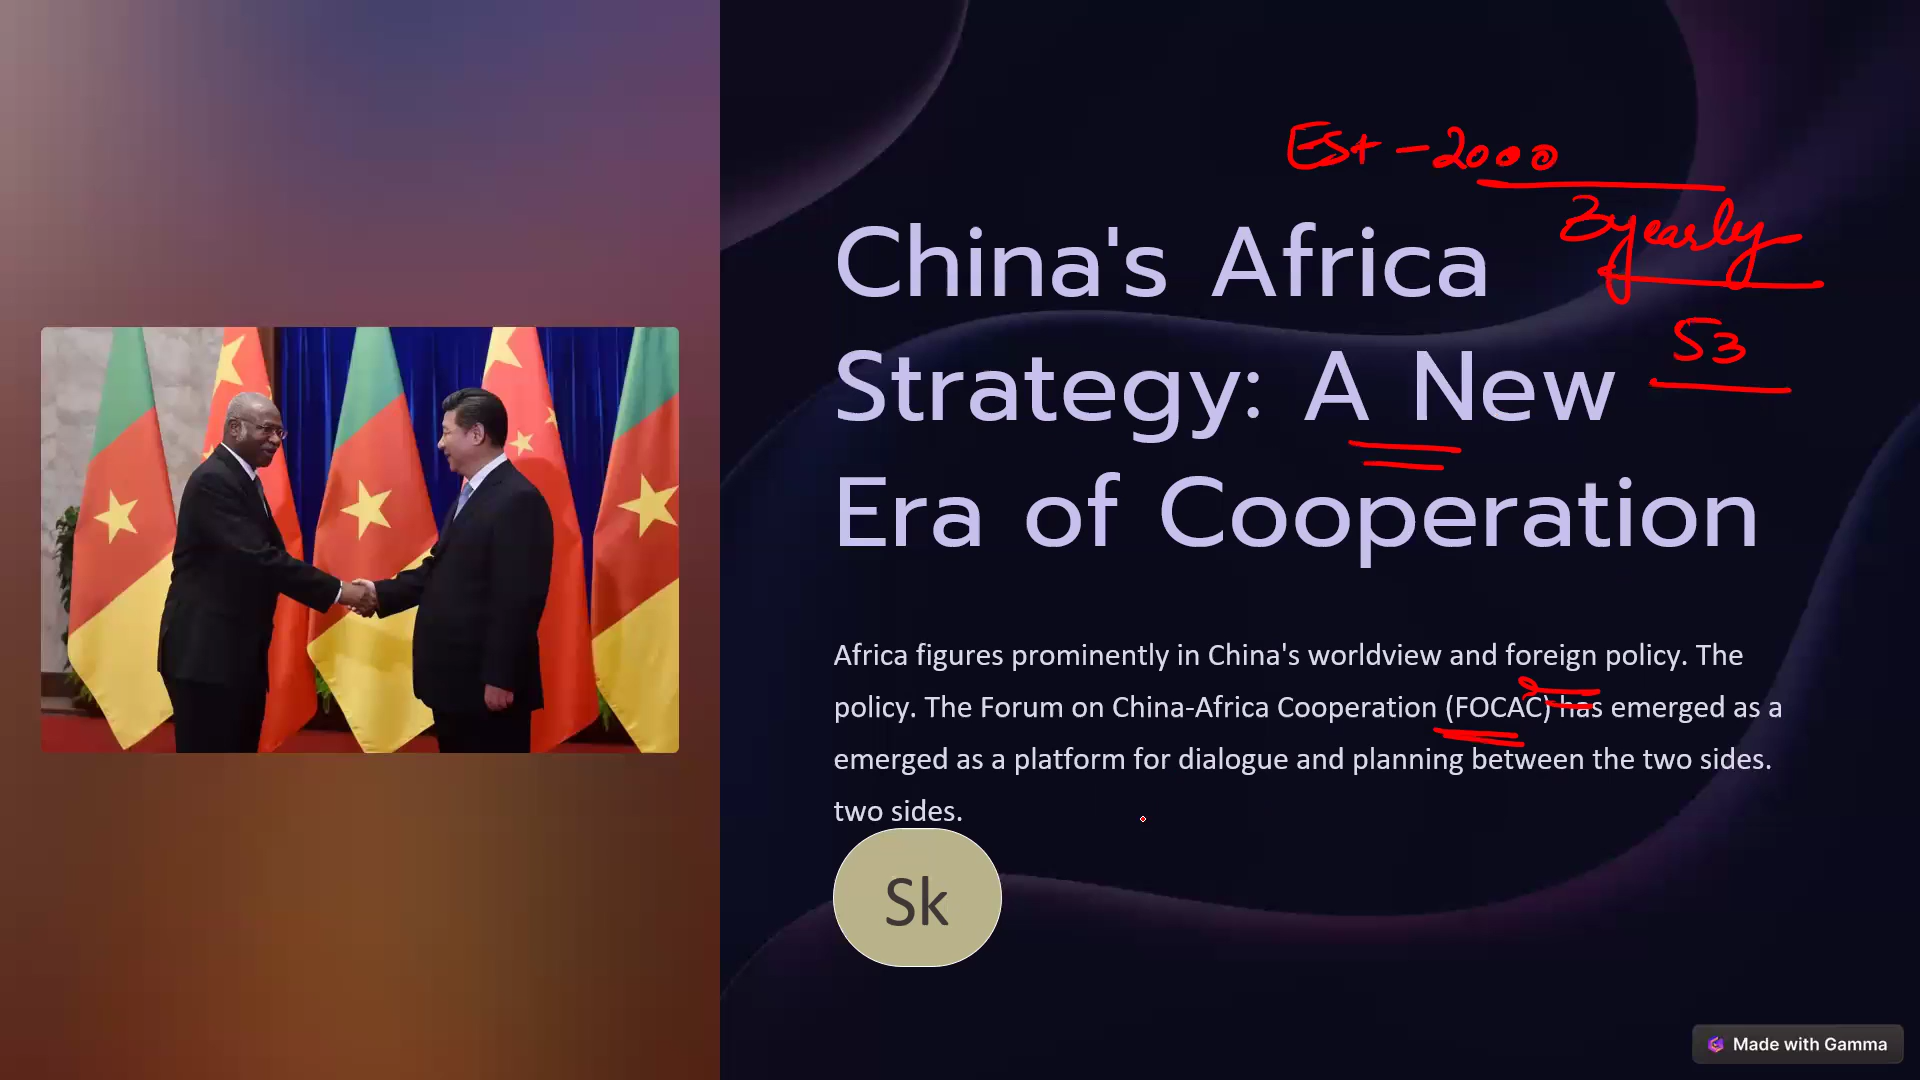 Est - 2000
3yearly
53
China's Africa
Strategy: A New
Era of Cooperation
Africa figures prominently in China's worldview and foreign policy. The
policy. The Forum on China-Africa Cooperation (FOCAC) has emerged as a
emerged as a platform for dialogue and planning between the two sides.
two sides.
Sk
Made with Gamma